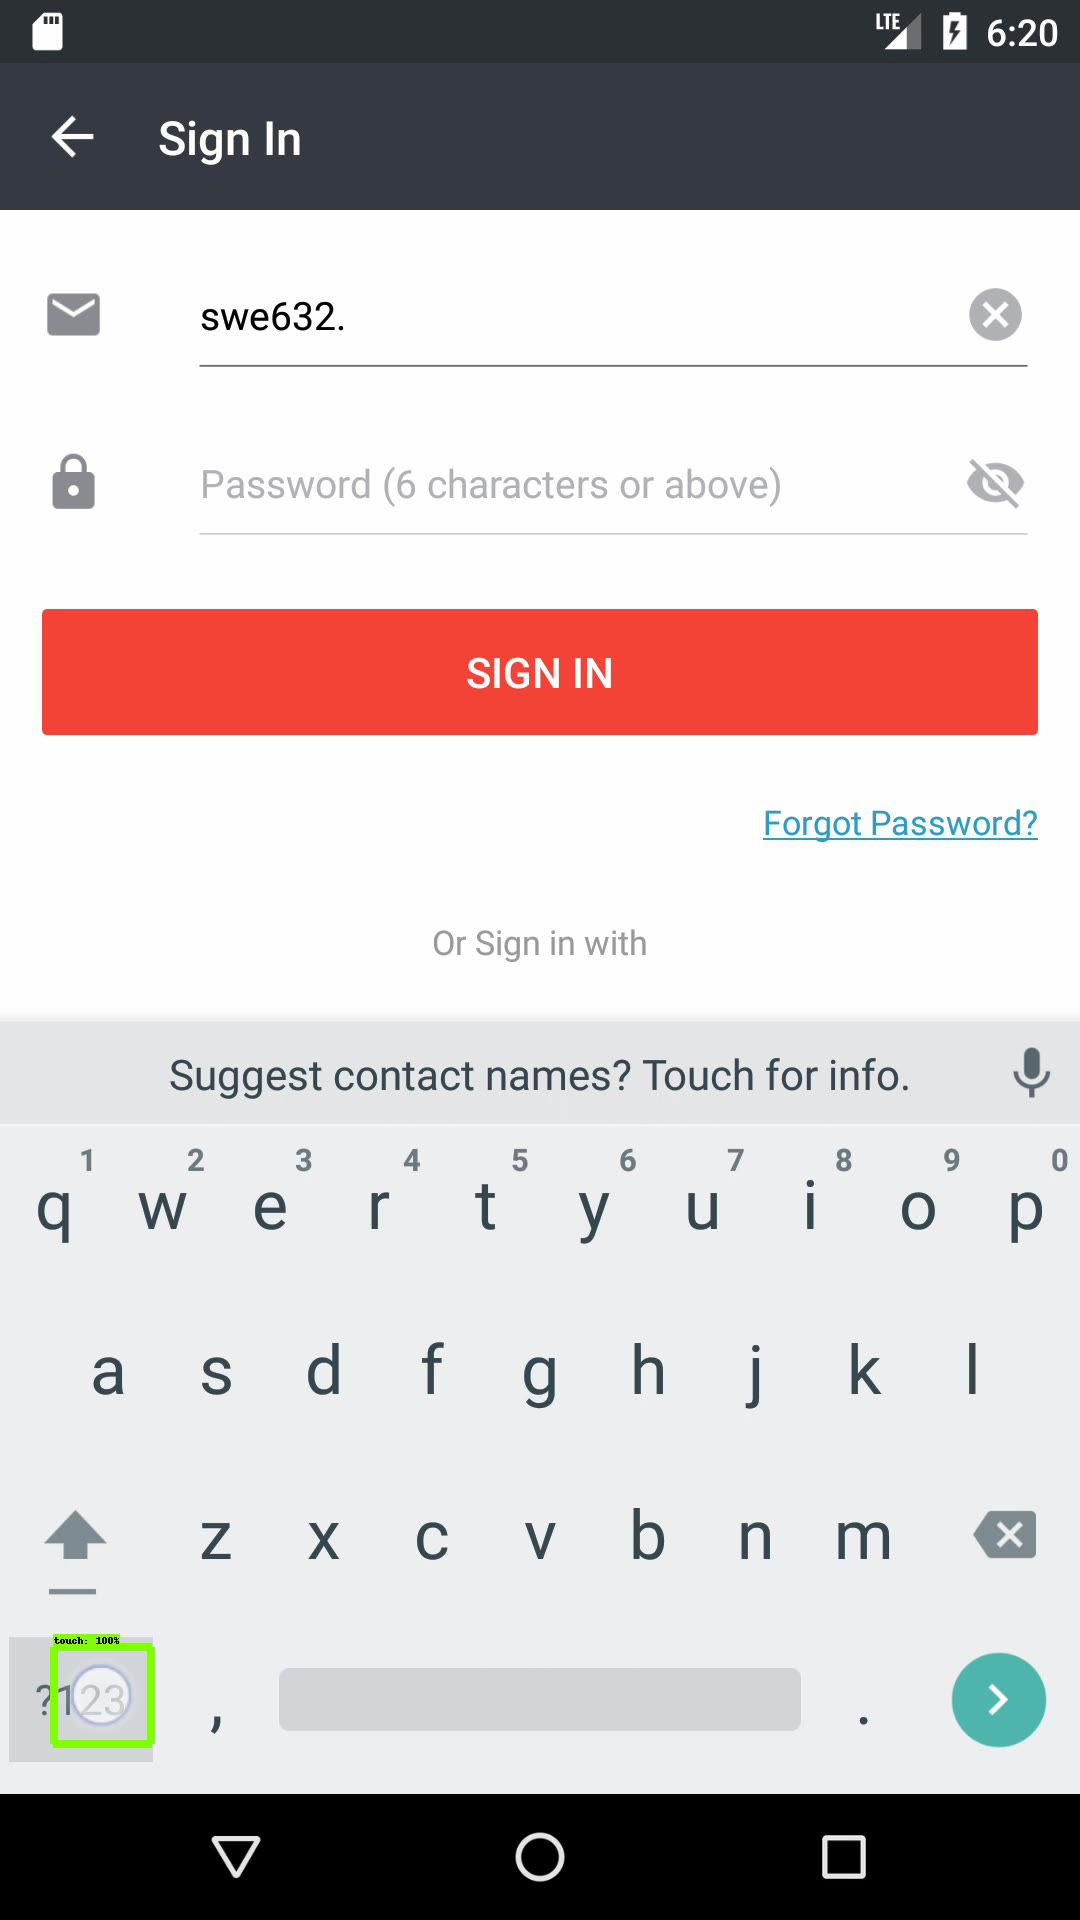 LTE 6:20
Sign In
swe632.
Password (6 characters or above)
SIGN IN
Forgot Password?
Or Sign in with
Suggest contact names? Touch for info.
1 2 3 4 5 6 7 8 9 0
q w e r t y u i o p
a s d f g h j k l
z x c v b n m
touch: 100%
?123 , .